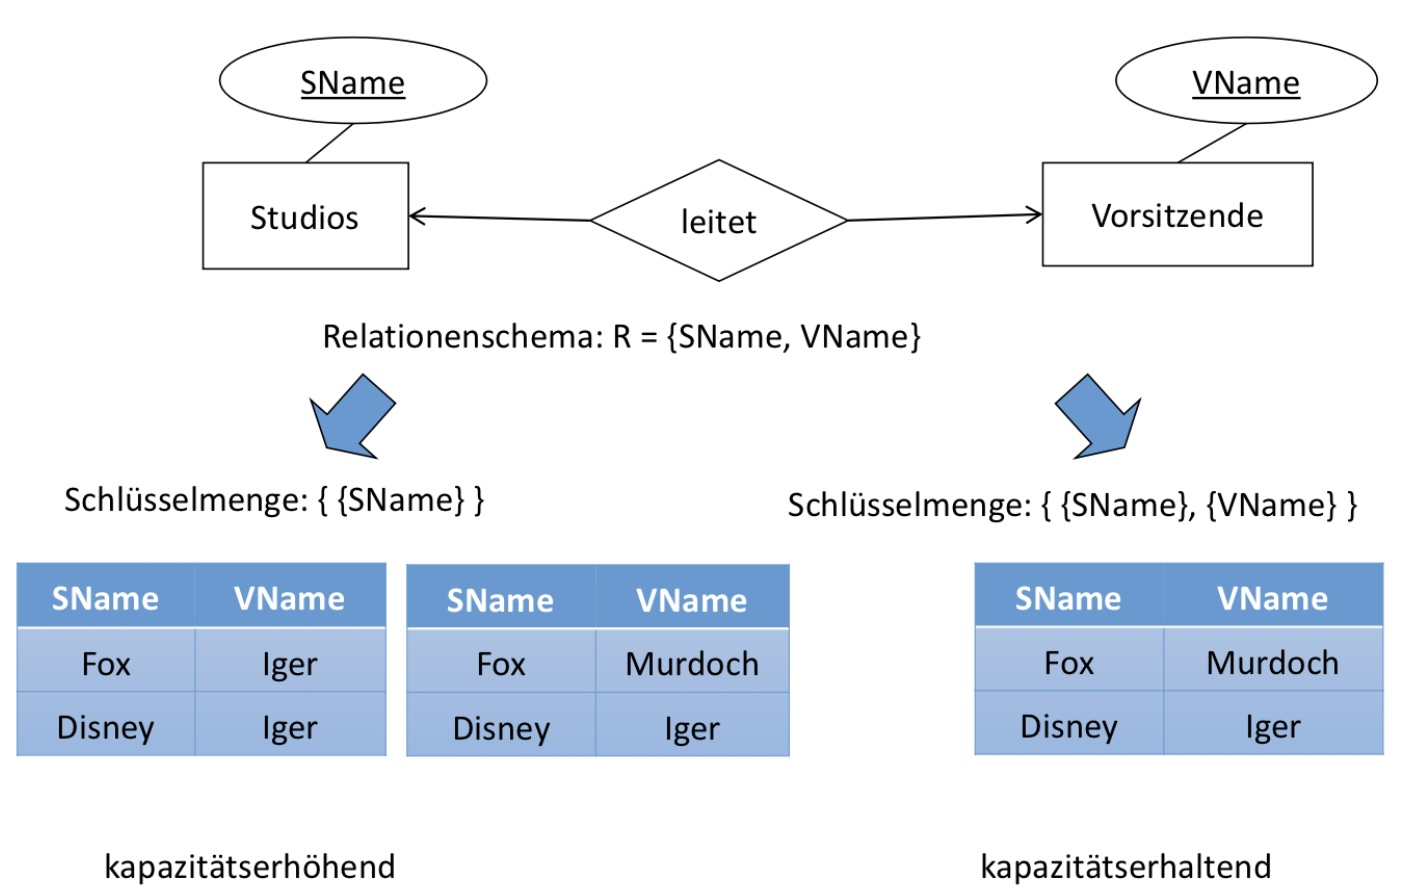 SName
VName
Studios
leitet
Vorsitzende
Relationenschema: R = {SName, VName}
Schlüsselmenge: { {SName} }
Schlüsselmenge: { {SName}, {VName} }
SName VName
Fox Iger
Disney Iger
SName VName
Fox Murdoch
Disney Iger
SName VName
Fox Murdoch
Disney Iger
kapazitätserhöhend
kapazitätserhaltend